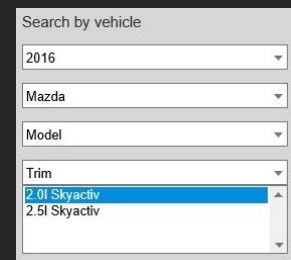 Search by vehicle
2016
Mazda
Model
Trim
2.0l Skyactiv
2.5l Skyactiv